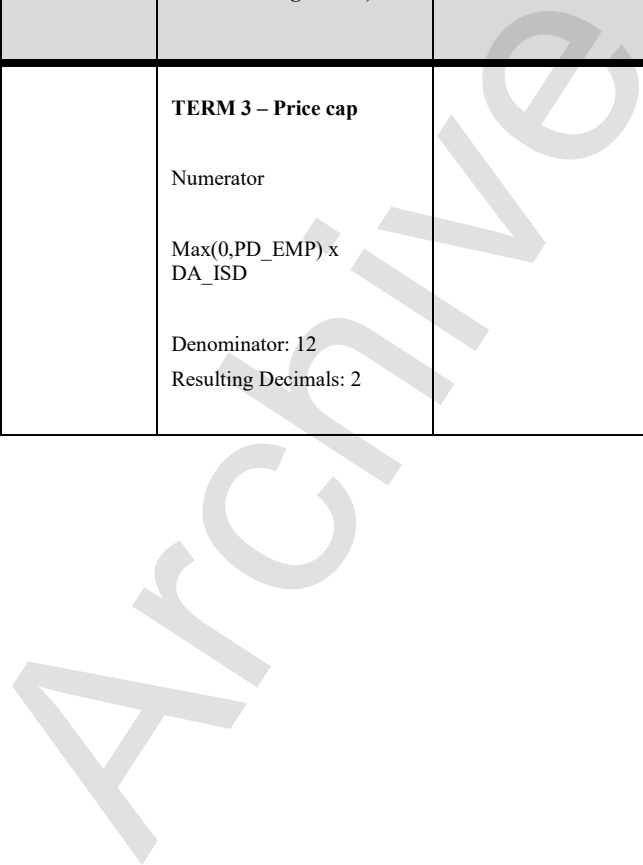 TERM 3 – Price cap
Numerator
Max(0,PD_EMP) x
DA_ISD
Denominator: 12
Resulting Decimals: 2
Archive